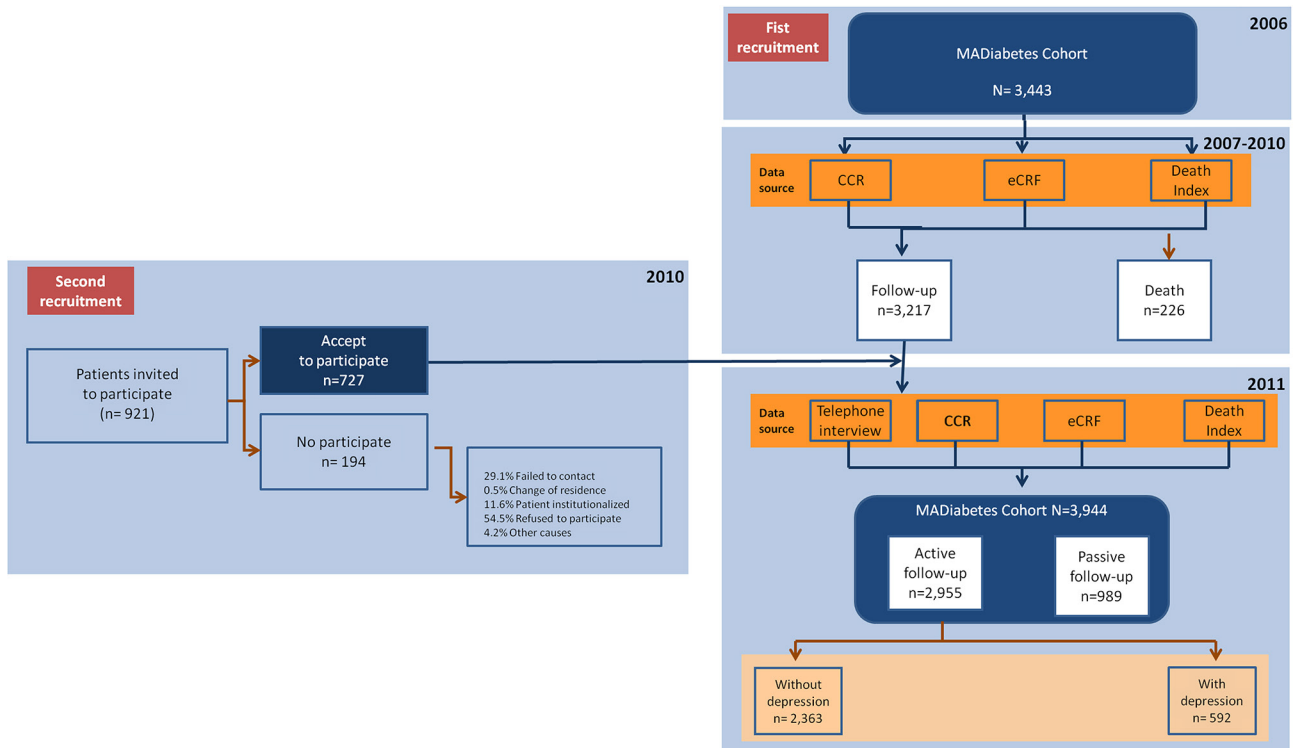 Fist
recruitment
2006
MADiabetes Cohort
N= 3,443
2007-2010
Data
source
CCR
eCRF
Death
Index
Follow-up
n=3,217
Death
n=226
Second
recruitment
2010
Patients invited
to participate
(n= 921)
Accept
to participate
n=727
No participate
n= 194
29.1% Failed to contact
0.5% Change of residence
11.6% Patient institutionalized
54.5% Refused to participate
4.2% Other causes
2011
Data
source
Telephone
interview
CCR
eCRF
Death
Index
MADiabetes Cohort N=3,944
Active
follow-up
n=2,955
Passive
follow-up
n=989
Without
depression
n= 2,363
With
depression
n= 592